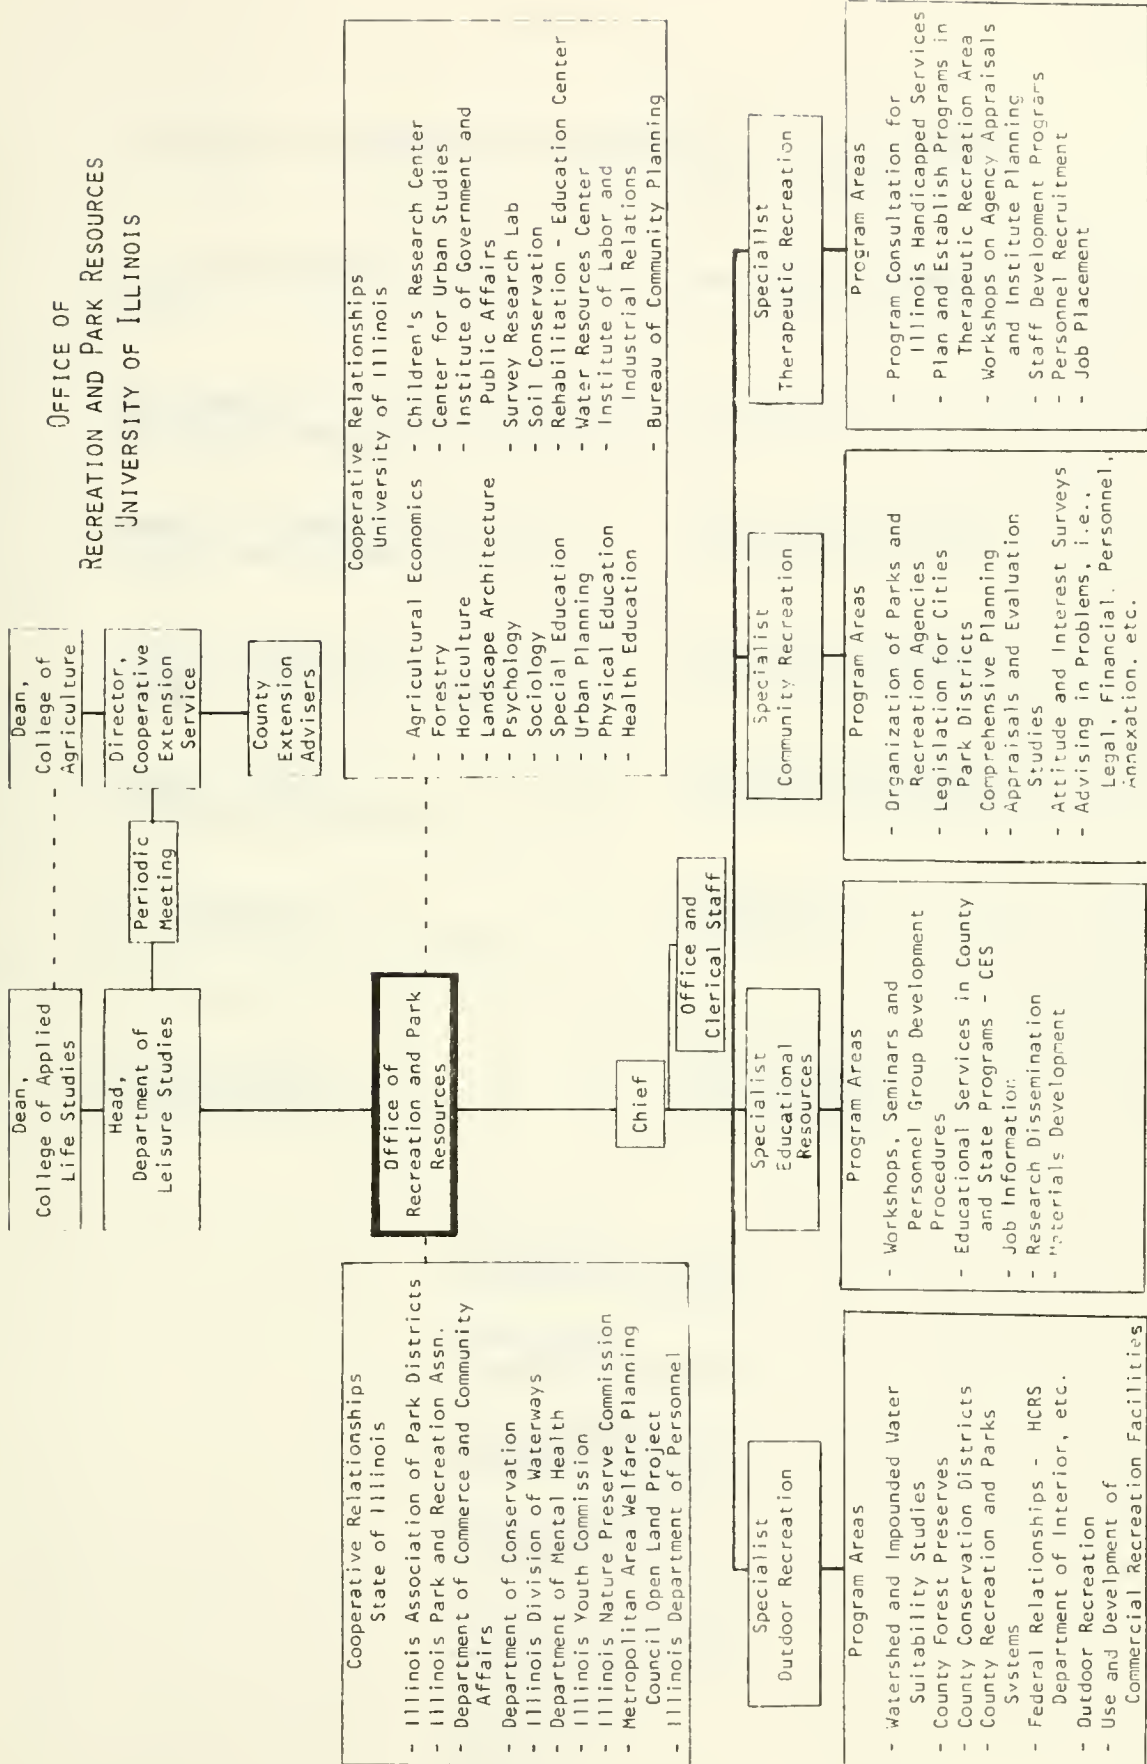 OFFICE OF
RECREATION AND PARK RESOURCES
UNIVERSITY OF ILLINOIS
Dean,
College of Applied
Life Studies
Dean,
College of
Agriculture
Head,
Department of
Leisure Studies
Periodic
Meeting
Director,
Cooperative
Extension
Service
County
Extension
Advisers
Cooperative Relationships
State of Illinois
- Illinois Association of Park Districts
- Illinois Park and Recreation Assn.
- Department of Commerce and Community
Affairs
- Department of Conservation
- Illinois Division of Waterways
- Department of Mental Health
- Illinois Youth Commission
- Illinois Nature Preserve Commission
- Metropolitan Area Welfare Planning
Council Open Land Project
- Illinois Department of Personnel
Office of
Recreation and Park
Resources
Cooperative Relationships
University of Illinois
- Agricultural Economics
- Forestry
- Horticulture
- Landscape Architecture
- Psychology
- Sociology
- Special Education
- Urban Planning
- Physical Education
- Health Education
- Children's Research Center
- Center for Urban Studies
- Institute of Government and
Public Affairs
- Survey Research Lab
- Soil Conservation
- Rehabilitation - Education Center
- Water Resources Center
- Institute of Labor and
Industrial Relations
- Bureau of Community Planning
Chief
Office and
Clerical Staff
Specialist
Outdoor Recreation
Program Areas
- Watershed and Impounded Water
Suitability Studies
- County Forest Preserves
- County Conservation Districts
- County Recreation and Parks
Systems
- Federal Relationships - HCRS
Department of Interior, etc.
- Outdoor Recreation
- Use and Develpment of
Commercial Recreation Facilities
Specialist
Educational
Resources
Program Areas
- Workshops, Seminars and
Personnel Group Development
Procedures
- Educational Services in County
and State Programs - CES
- Job Information
- Research Dissemination
- Materials Development
Specialist
Community Recreation
Program Areas
- Organization of Parks and
Recreation Agencies
- Legislation for Cities
Park Districts
- Comprehensive Planning
- Appraisals and Evaluation
Studies
- Attitude and Interest Surveys
- Advising in Problems, i.e.,
Legal, Financial, Personnel,
Annexation, etc.
Specialist
Therapeutic Recreation
Program Areas
- Program Consultation for
Illinois Handicapped Services
- Plan and Establish Programs in
Therapeutic Recreation Area
- Workshops on Agency Appraisals
and Institute Planning
- Staff Development Programs
- Personnel Recruitment
- Job Placement